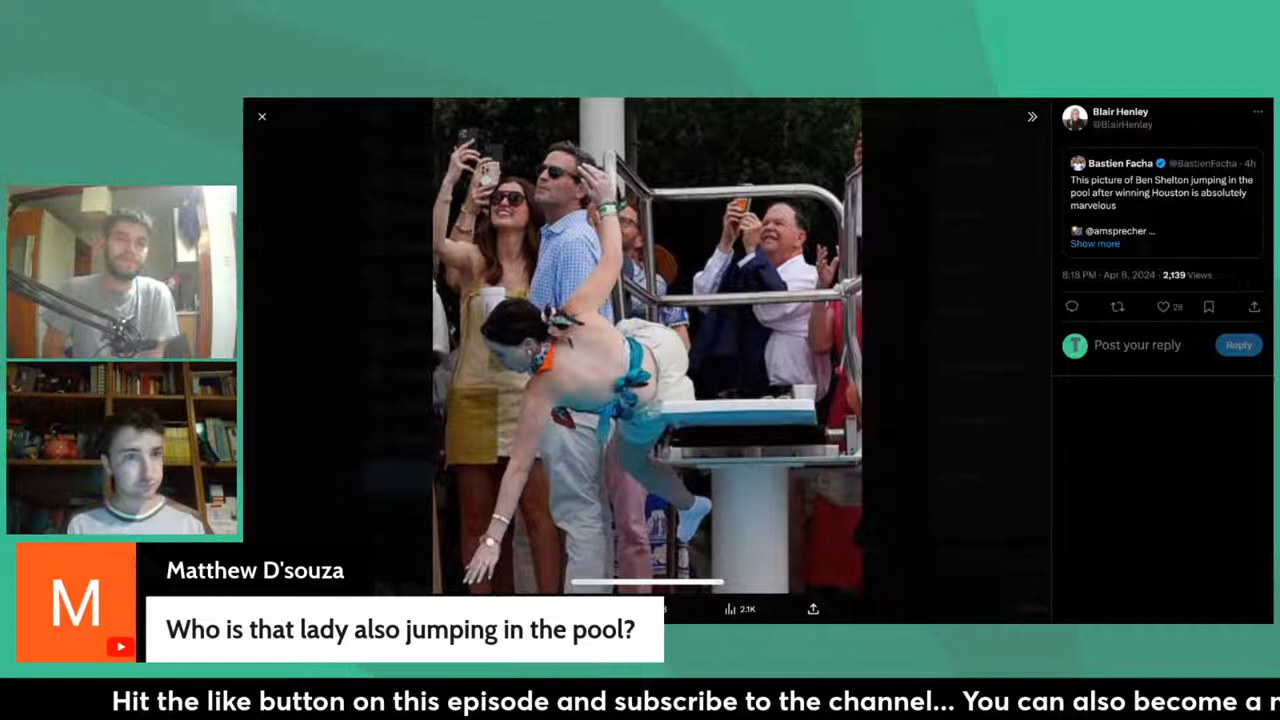 Blair Henley
@BlairHenley
Bastien Facha @BastienFacha · 4h
This picture of Ben Shelton jumping in the
pool after winning Houston is absolutely
marvelous
@amsprecher ...
Show more
8:18 PM · Apr 8, 2024 · 2,139 Views
28
T
Post your reply
Reply
2.1K
M
Matthew D'souza
Who is that lady also jumping in the pool?
Hit the like button on this episode and subscribe to the channel... You can also become a